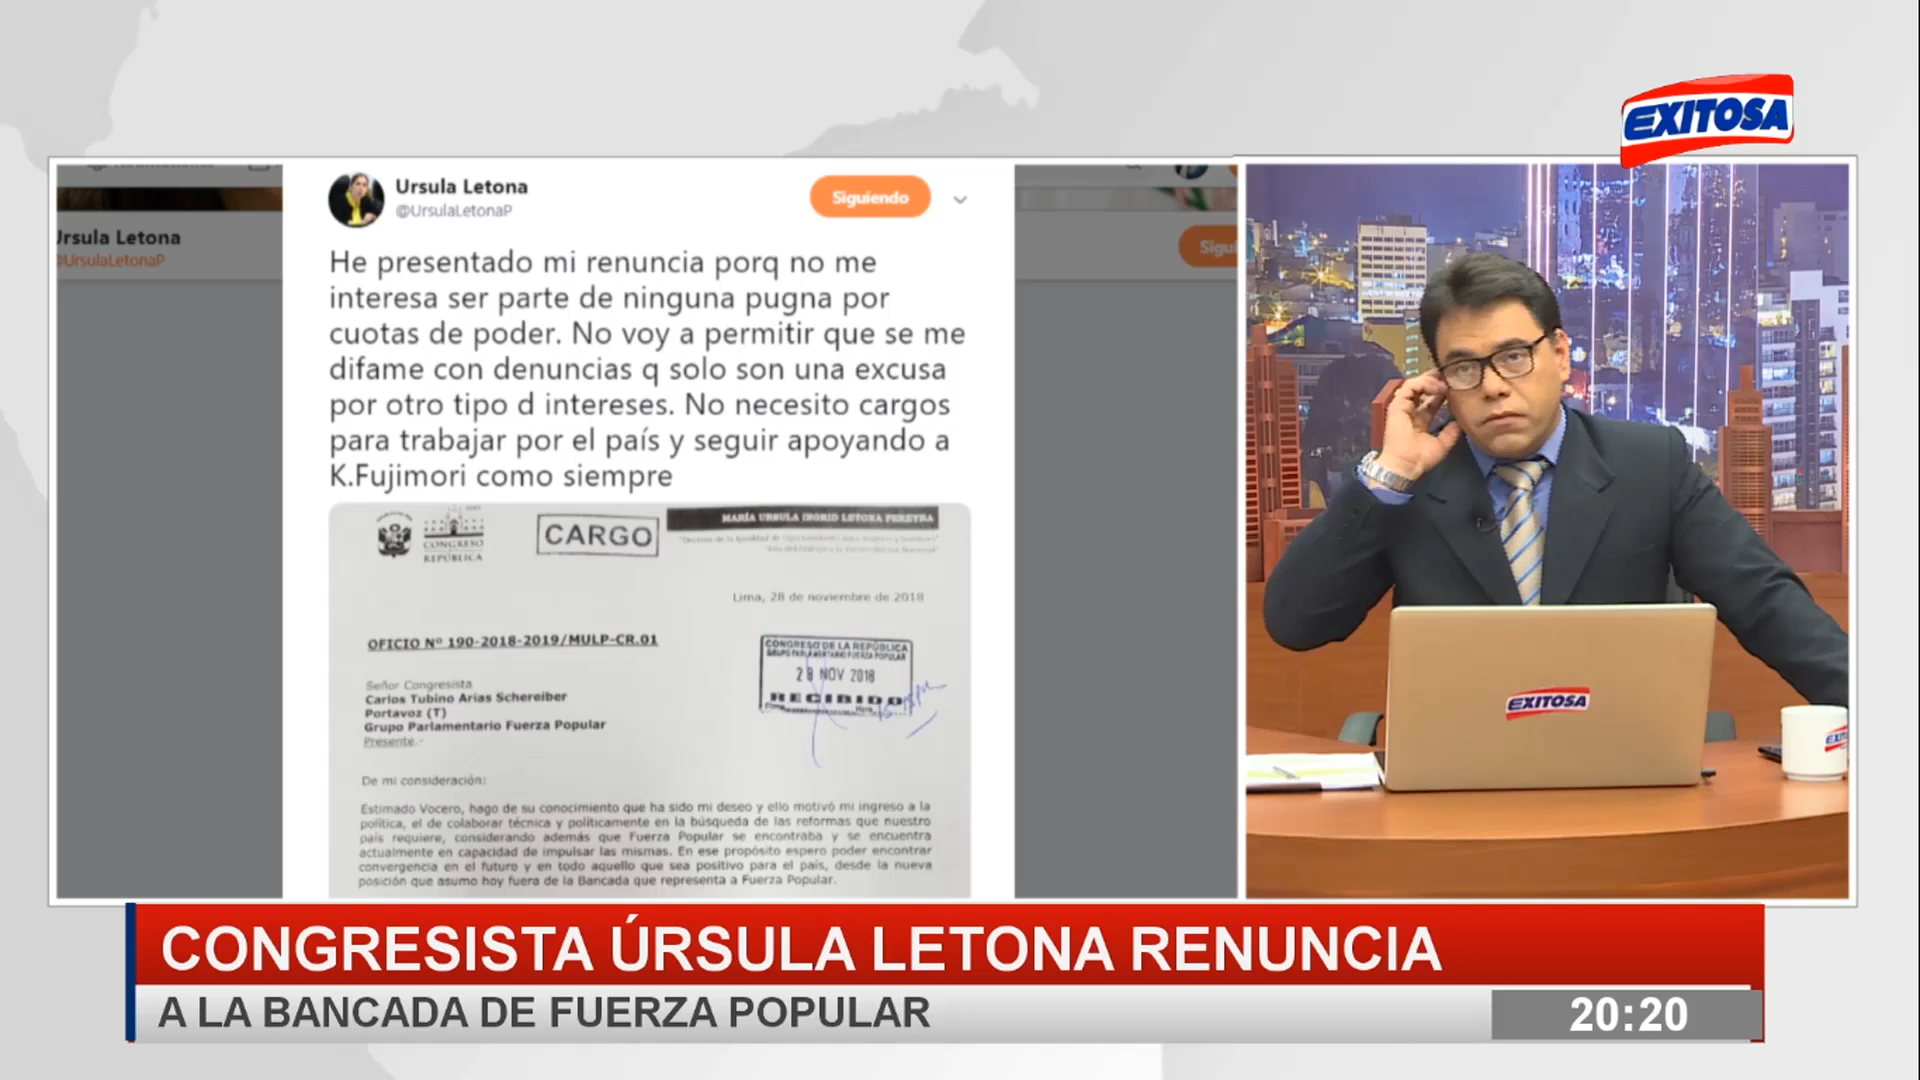 EXITOSA
Ursula Letona
@UrsulaLetonaP
Siguiendo
Ursula Letona
@UrsulaLetonaP
Sigui
He presentado mi renuncia porq no me
interesa ser parte de ninguna pugna por
cuotas de poder. No voy a permitir que se me
difame con denuncias q solo son una excusa
por otro tipo d intereses. No necesito cargos
para trabajar por el país y seguir apoyando a
K.Fujimori como siempre
CONGRESO
REPÚBLICA
CARGO
MARÍA URSULA INGRID LETONA PEREYRA
Lima, 28 de noviembre de 2018
OFICIO Nº 190-2018-2019/MULP-CR.01
CONGRESO DE LA REPÚBLICA
GRUPO PARLAMENTARIO FUERZA POPULAR
28 NOV 2018
RECIBIDO
Señor Congresista
Carlos Tubino Arias Schereiber
Portavoz (T)
Grupo Parlamentario Fuerza Popular
Presente.-
De mi consideración:
Estimado Vocero, hago de su conocimiento que ha sido mi deseo y ello motivó mi ingreso a la
política, el de colaborar técnica y políticamente en la búsqueda de las reformas que nuestro
país requiere, considerando además que Fuerza Popular se encontraba y se encuentra
actualmente en capacidad de impulsar las mismas. En ese propósito espero poder encontrar
convergencia en el futuro y en todo aquello que sea positivo para el país, desde la nueva
posición que asumo hoy fuera de la Bancada que representa a Fuerza Popular.
EXITOSA
CONGRESISTA ÚRSULA LETONA RENUNCIA
A LA BANCADA DE FUERZA POPULAR
20:20